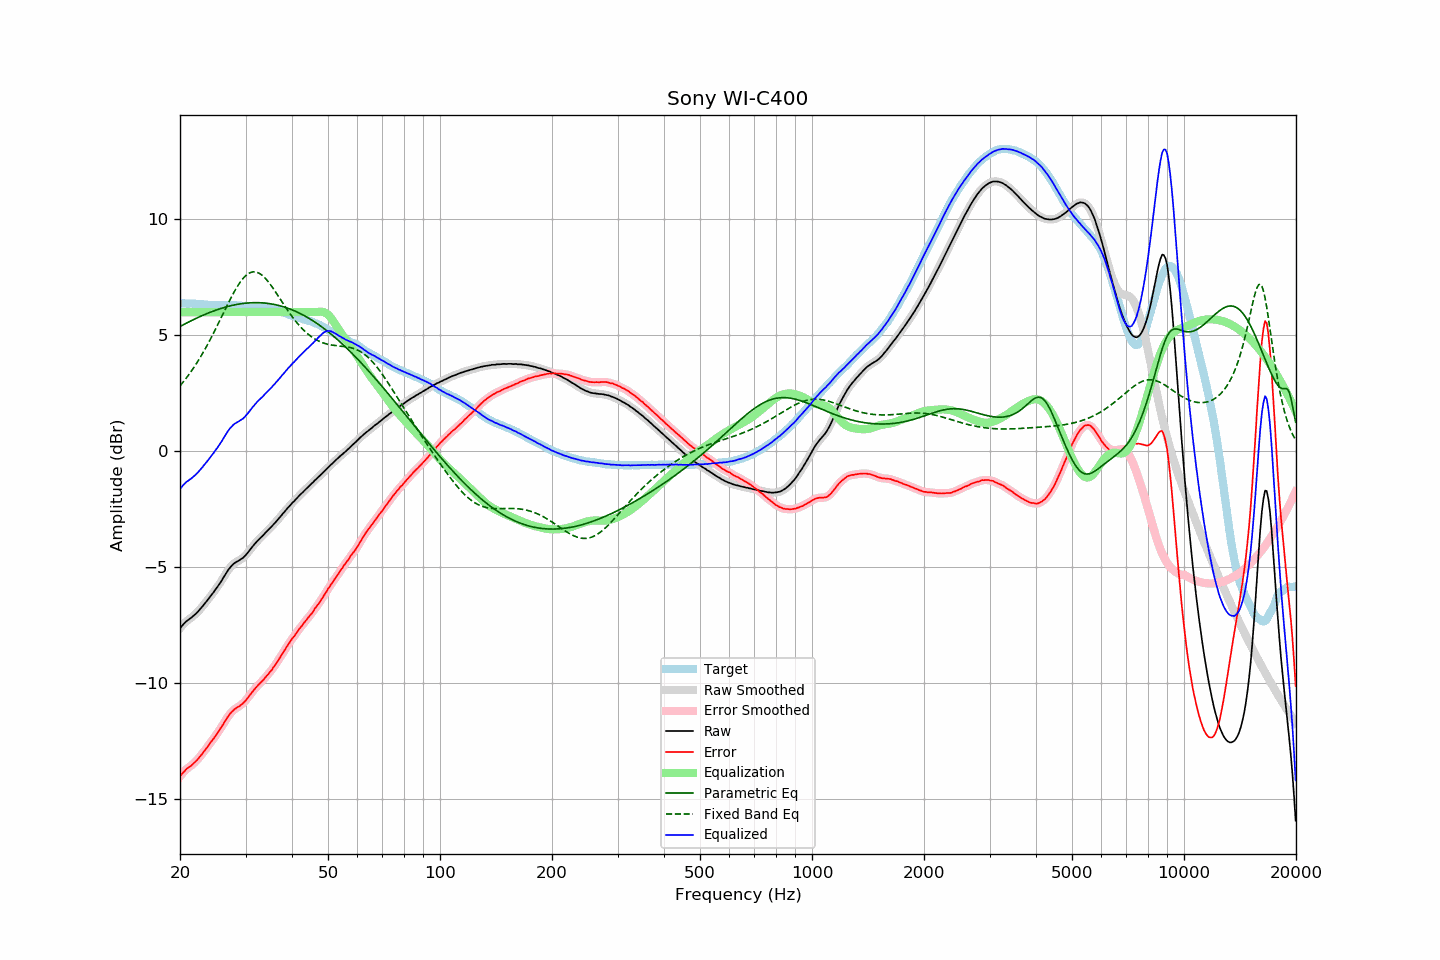 Sony WI-C400
Amplitude (dBr)
10
5
0
−5
−10
−15
Target
Raw Smoothed
Error Smoothed
Raw
Error
Equalization
Parametric Eq
Fixed Band Eq
Equalized
20 50 100 200 500 1000 2000 5000 10000 20000
Frequency (Hz)